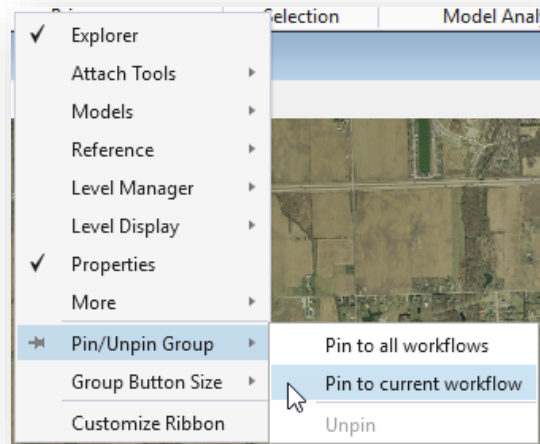 Selection
Model Analy
Explorer
Attach Tools
Models
Reference
Level Manager
Level Display
Properties
More
Pin/Unpin Group
Pin to all workflows
Group Button Size
Pin to current workflow
Customize Ribbon
Unpin